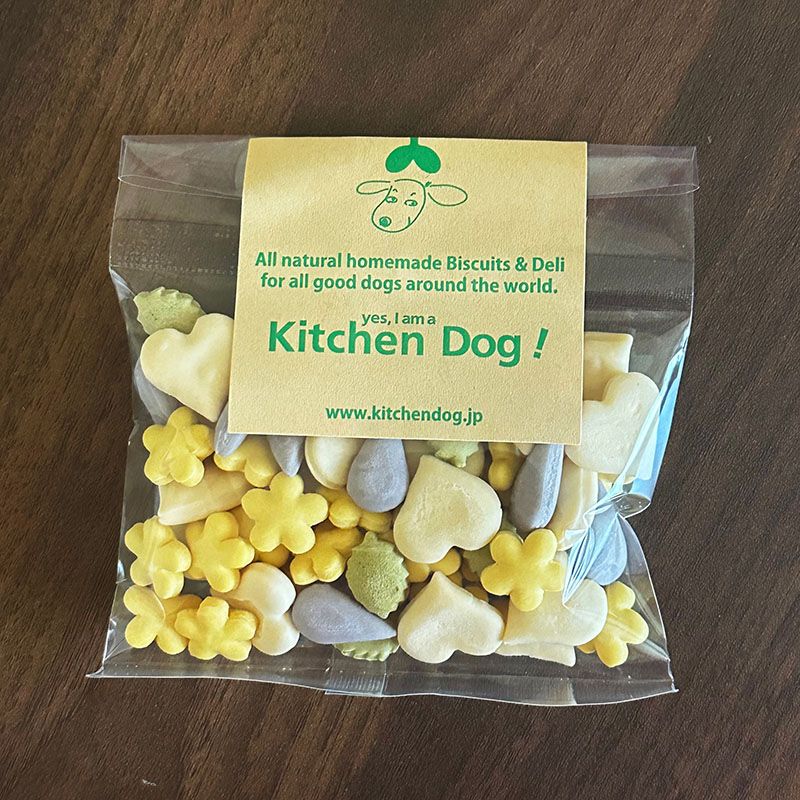 All natural homemade Biscuits & Deli
for all good dogs around the world.
yes, I am a
Kitchen Dog !
www.kitchendog.jp